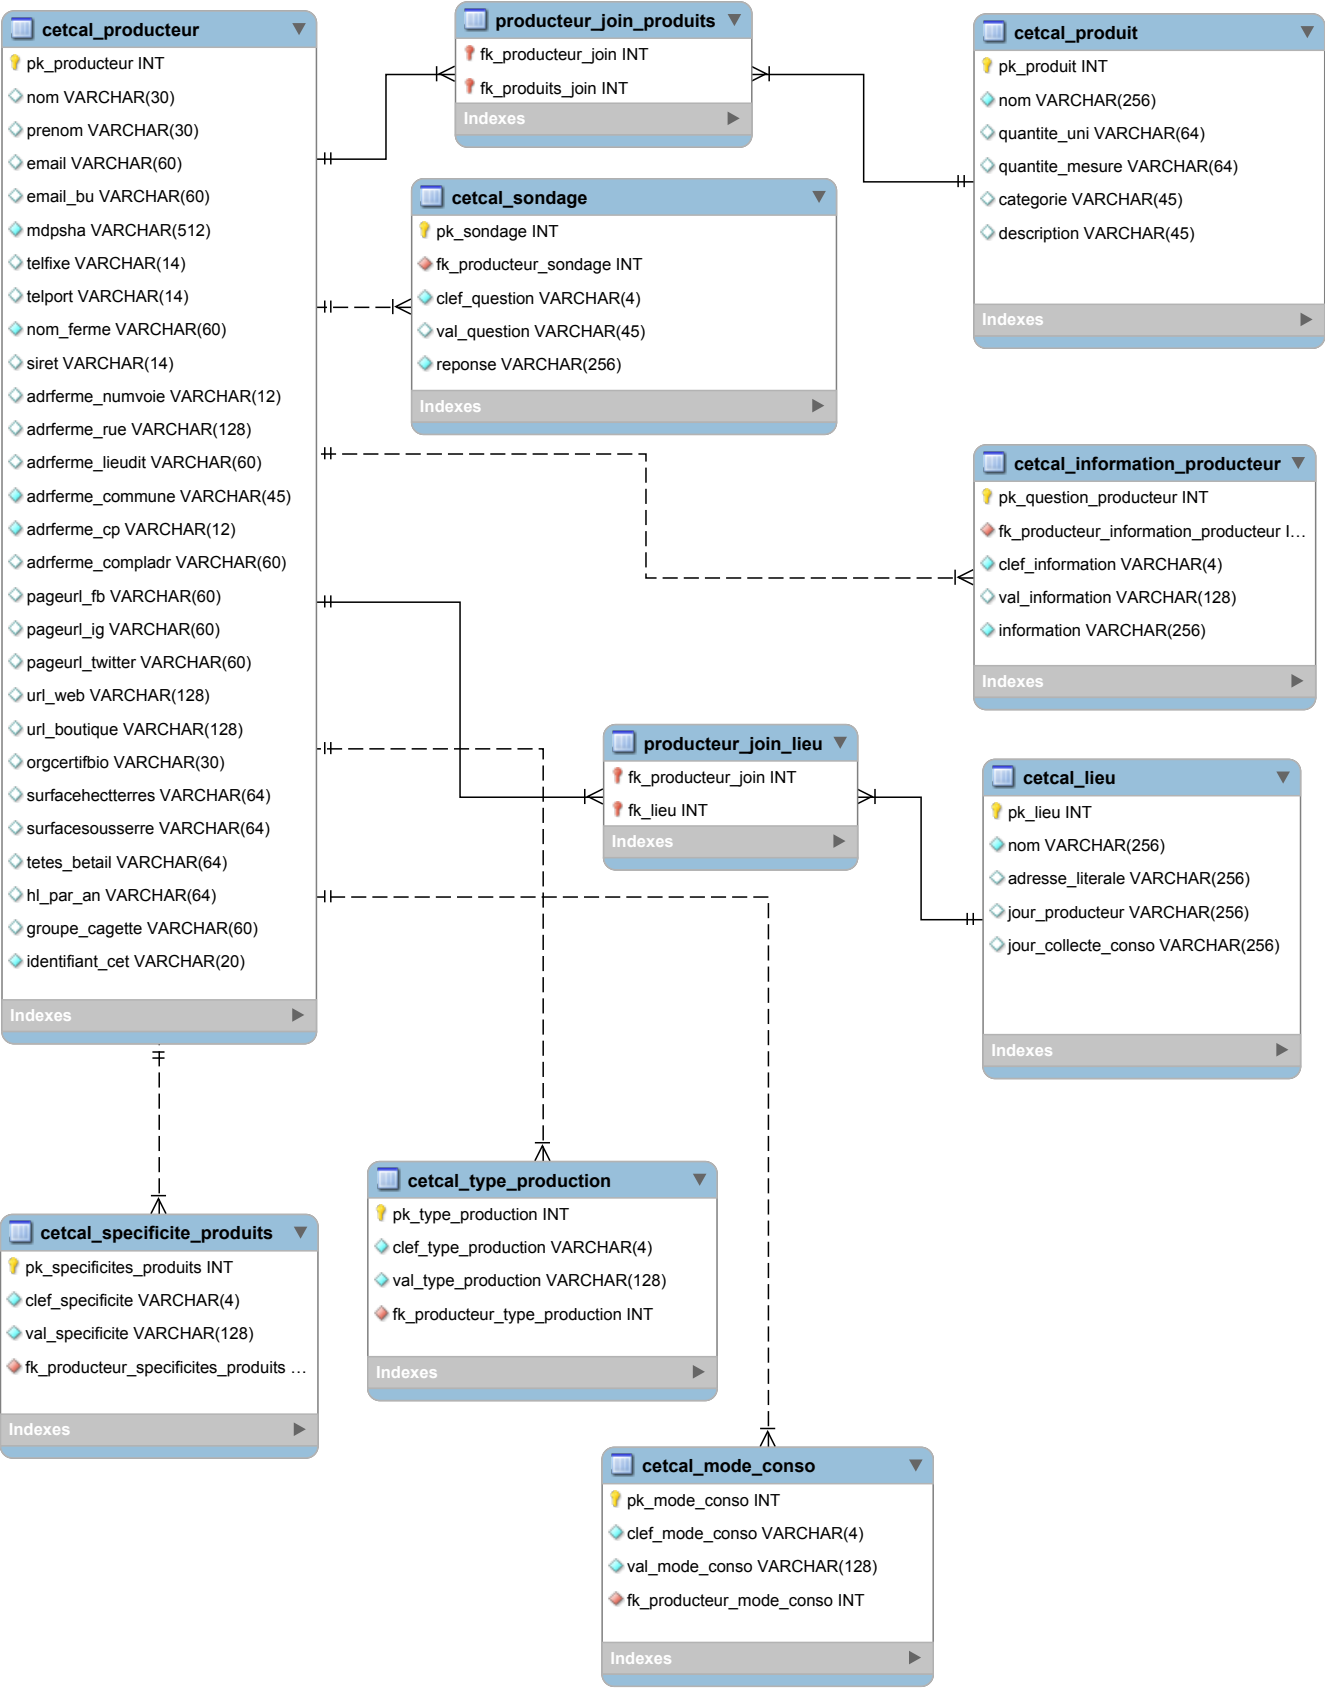 cetcal_producteur
pk_producteur INT
nom VARCHAR(30)
prenom VARCHAR(30)
email VARCHAR(60)
email_bu VARCHAR(60)
mdpsha VARCHAR(512)
telfixe VARCHAR(14)
telport VARCHAR(14)
nom_ferme VARCHAR(60)
siret VARCHAR(14)
adrferme_numvoie VARCHAR(12)
adrferme_rue VARCHAR(128)
adrferme_lieudit VARCHAR(60)
adrferme_commune VARCHAR(45)
adrferme_cp VARCHAR(12)
adrferme_compladr VARCHAR(60)
pageurl_fb VARCHAR(60)
pageurl_ig VARCHAR(60)
pageurl_twitter VARCHAR(60)
url_web VARCHAR(128)
url_boutique VARCHAR(128)
orgcertifbio VARCHAR(30)
surfacehectterres VARCHAR(64)
surfacesousserre VARCHAR(64)
tetes_betail VARCHAR(64)
hl_par_an VARCHAR(64)
groupe_cagette VARCHAR(60)
identifiant_cet VARCHAR(20)
Indexes
producteur_join_produits
fk_producteur_join INT
fk_produits_join INT
Indexes
cetcal_produit
pk_produit INT
nom VARCHAR(256)
quantite_uni VARCHAR(64)
quantite_mesure VARCHAR(64)
categorie VARCHAR(45)
description VARCHAR(45)
Indexes
cetcal_sondage
pk_sondage INT
fk_producteur_sondage INT
clef_question VARCHAR(4)
val_question VARCHAR(45)
reponse VARCHAR(256)
Indexes
cetcal_information_producteur
pk_question_producteur INT
fk_producteur_information_producteur I...
clef_information VARCHAR(4)
val_information VARCHAR(128)
information VARCHAR(256)
Indexes
producteur_join_lieu
fk_producteur_join INT
fk_lieu INT
Indexes
cetcal_lieu
pk_lieu INT
nom VARCHAR(256)
adresse_literale VARCHAR(256)
jour_producteur VARCHAR(256)
jour_collecte_conso VARCHAR(256)
Indexes
cetcal_type_production
pk_type_production INT
clef_type_production VARCHAR(4)
val_type_production VARCHAR(128)
fk_producteur_type_production INT
Indexes
cetcal_specificite_produits
pk_specificites_produits INT
clef_specificite VARCHAR(4)
val_specificite VARCHAR(128)
fk_producteur_specificites_produits ...
Indexes
cetcal_mode_conso
pk_mode_conso INT
clef_mode_conso VARCHAR(4)
val_mode_conso VARCHAR(128)
fk_producteur_mode_conso INT
Indexes